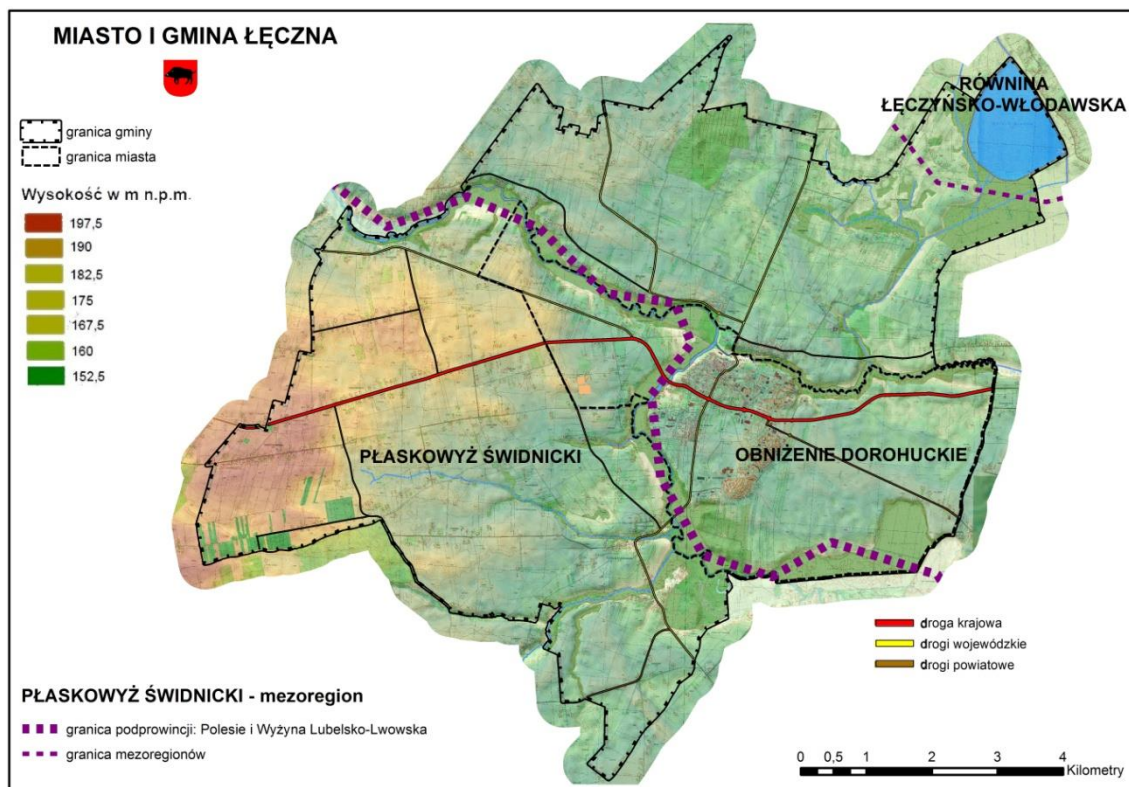 MIASTO I GMINA ŁĘCZNA
granica gminy
granica miasta
Wysokość w m n.p.m.
197,5
190
182,5
175
167,5
160
152,5
RÓWNINA
ŁĘCZYŃSKO-WŁODAWSKA
PŁASKOWYŻ ŚWIDNICKI
OBNIŻENIE DOROHUCKIE
droga krajowa
drogi wojewódzkie
drogi powiatowe
PŁASKOWYŻ ŚWIDNICKI - mezoregion
granica podprowincji: Polesie i Wyżyna Lubelsko-Lwowska
granica mezoregionów
0 0,5 1 2 3 4
Kilometry